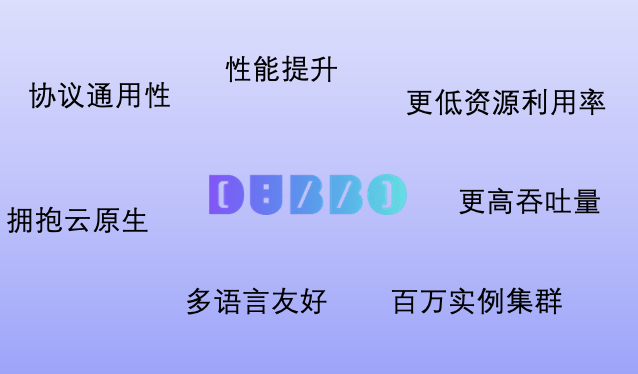 性能提升
协议通用性
更低资源利用率
DUBBO
更高吞吐量
拥抱云原生
多语言友好
百万实例集群